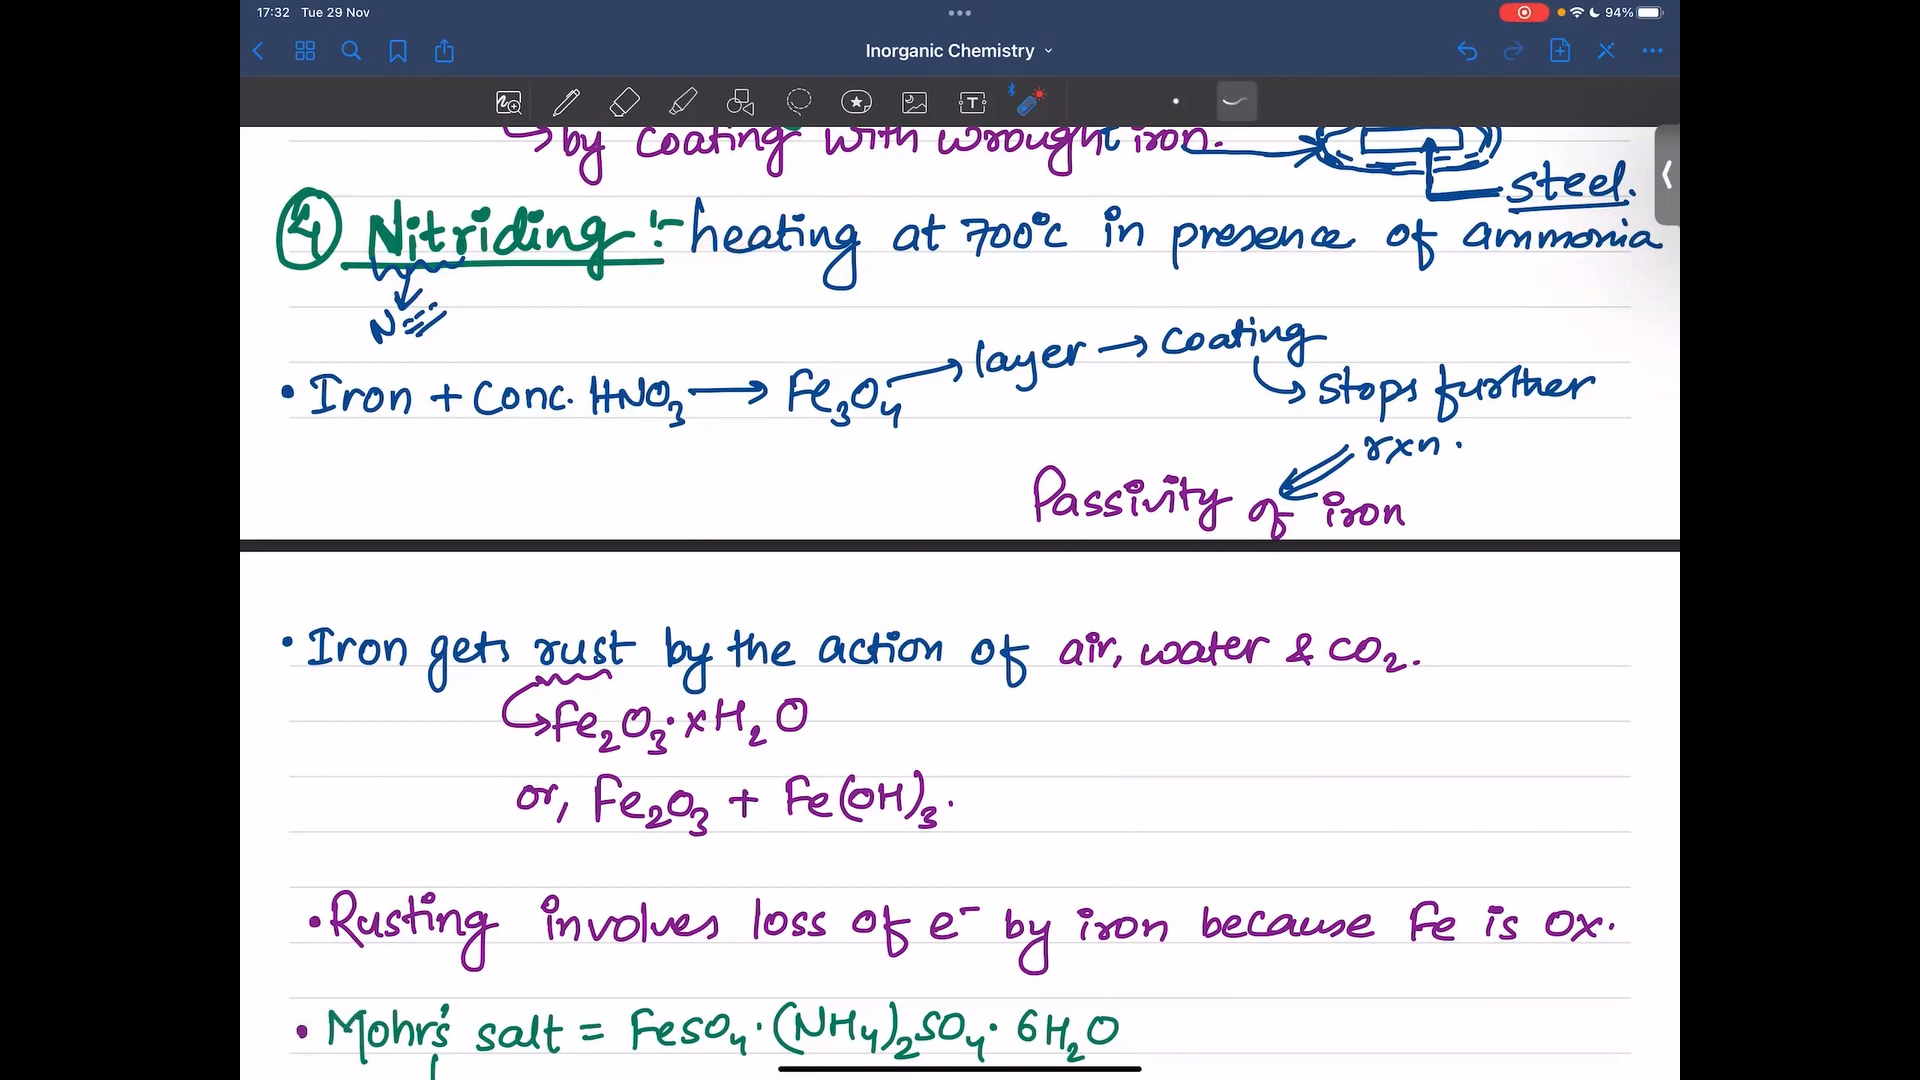 17:32 Tue 29 Nov
94%
Inorganic Chemistry
↳ by coating with wrought iron.
steel.
④ Nitriding :- heating at 700°C in presence of ammonia
N
• Iron + Conc. HNO₃ → Fe₃O₄ → layer → coating
↳ stops further
rxn.
Passivity of iron
• Iron gets rust by the action of air, water & CO₂.
↳ Fe₂O₃·xH₂O
or, Fe₂O₃ + Fe(OH)₃.
• Rusting involves loss of e⁻ by iron because Fe is ox.
• Mohr's salt = FeSO₄·(NH₄)₂SO₄·6H₂O